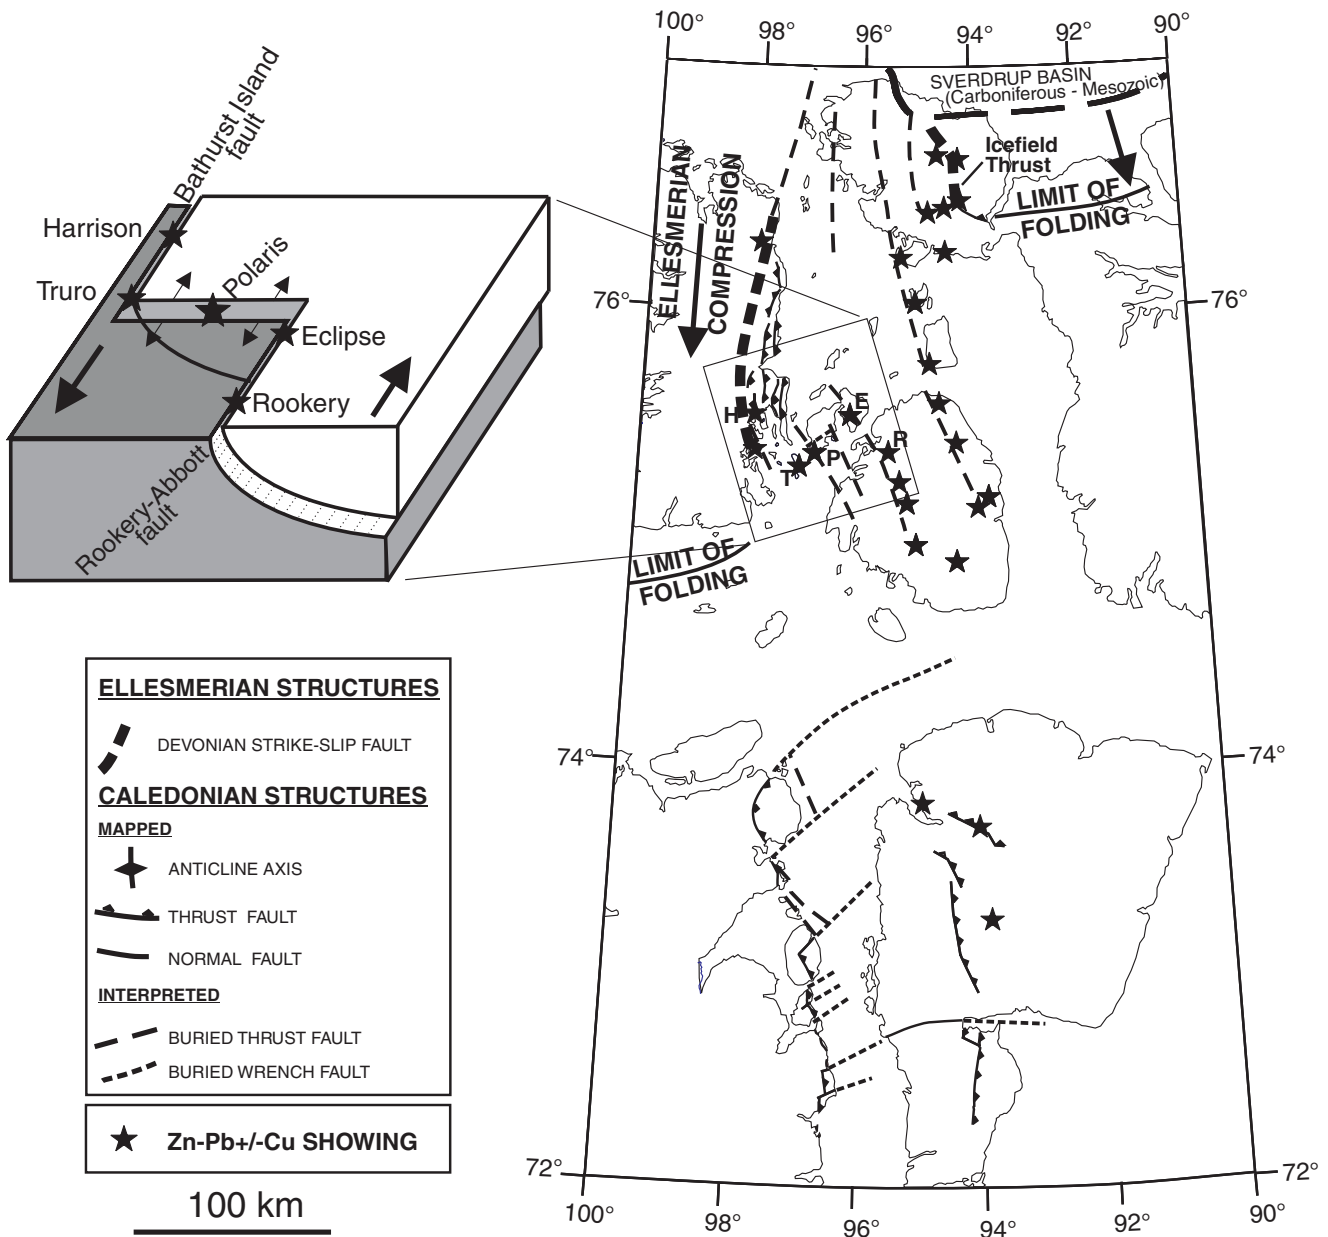 100°
98°
96°
94°
92°
90°
SVERDRUP BASIN
(Carboniferous - Mesozoic)
Icefield
Thrust
LIMIT OF
FOLDING
ELLESMERIAN
COMPRESSION
76°
76°
H
E
R
P
T
LIMIT OF
FOLDING
74°
74°
72°
72°
100°
98°
96°
94°
92°
90°
Bathurst Island
fault
Harrison
Truro
Polaris
Eclipse
Rookery
Rookery-Abbott
fault
ELLESMERIAN STRUCTURES
DEVONIAN STRIKE-SLIP FAULT
CALEDONIAN STRUCTURES
MAPPED
ANTICLINE AXIS
THRUST FAULT
NORMAL FAULT
INTERPRETED
BURIED THRUST FAULT
BURIED WRENCH FAULT
Zn-Pb+/-Cu SHOWING
100 km